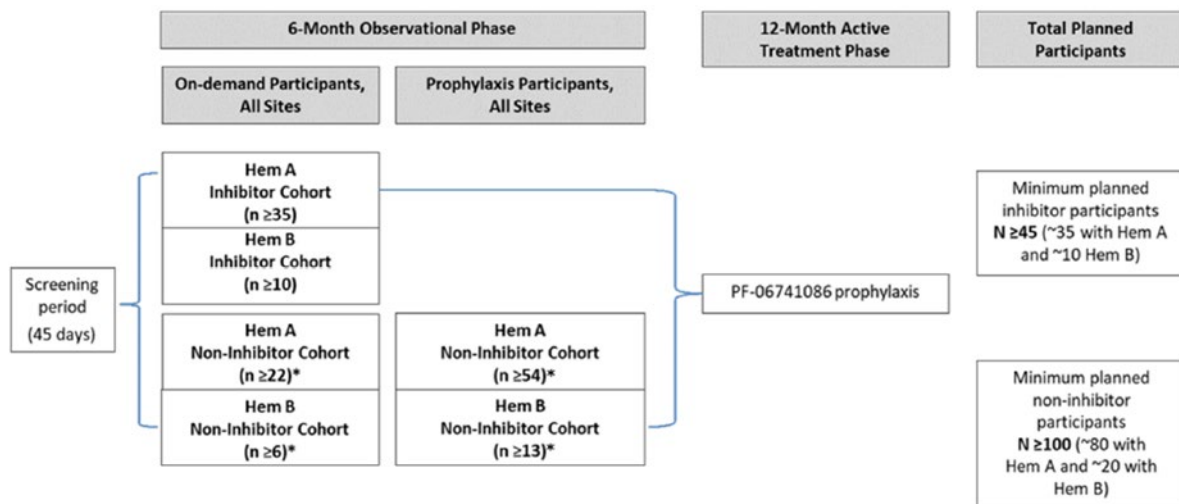 6-Month Observational Phase
12-Month Active
Treatment Phase
Total Planned
Participants
On-demand Participants,
All Sites
Prophylaxis Participants,
All Sites
Hem A
Inhibitor Cohort
(n ≥35)
Hem B
Inhibitor Cohort
(n ≥10)
Screening
period
(45 days)
Hem A
Non-Inhibitor Cohort
(n ≥22)*
Hem B
Non-Inhibitor Cohort
(n ≥6)*
Hem A
Non-Inhibitor Cohort
(n ≥54)*
Hem B
Non-Inhibitor Cohort
(n ≥13)*
PF-06741086 prophylaxis
Minimum planned
inhibitor participants
N ≥45 (~35 with Hem A
and ~10 Hem B)
Minimum planned
non-inhibitor
participants
N ≥100 (~80 with
Hem A and ~20 with
Hem B)